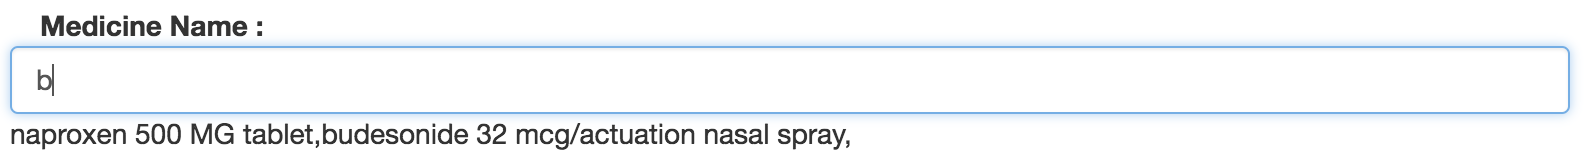 Medicine Name :
b
naproxen 500 MG tablet,budesonide 32 mcg/actuation nasal spray,